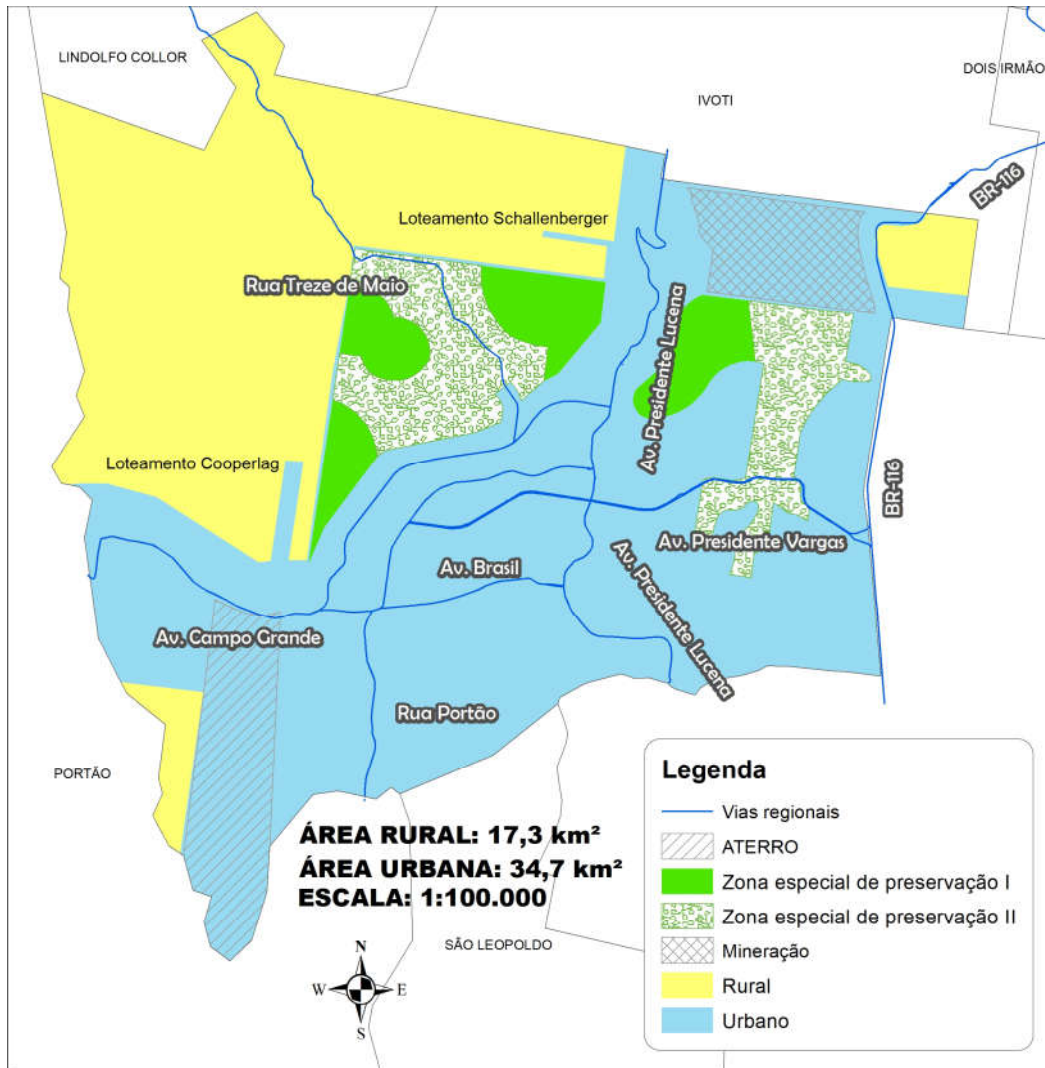 LINDOLFO COLLOR
DOIS IRMÃO
IVOTI
BR-116
Loteamento Schallenberger
Rua Treze de Maio
Av. Presidente Lucena
Loteamento Cooperlag
BR-116
Av. Presidente Vargas
Av. Brasil
Av. Presidente Lucena
Av. Campo Grande
Rua Portão
PORTÃO
ÁREA RURAL: 17,3 km²
ÁREA URBANA: 34,7 km²
ESCALA: 1:100.000
SÃO LEOPOLDO
N
W
E
S
Legenda
Vias regionais
ATERRO
Zona especial de preservação I
Zona especial de preservação II
Mineração
Rural
Urbano